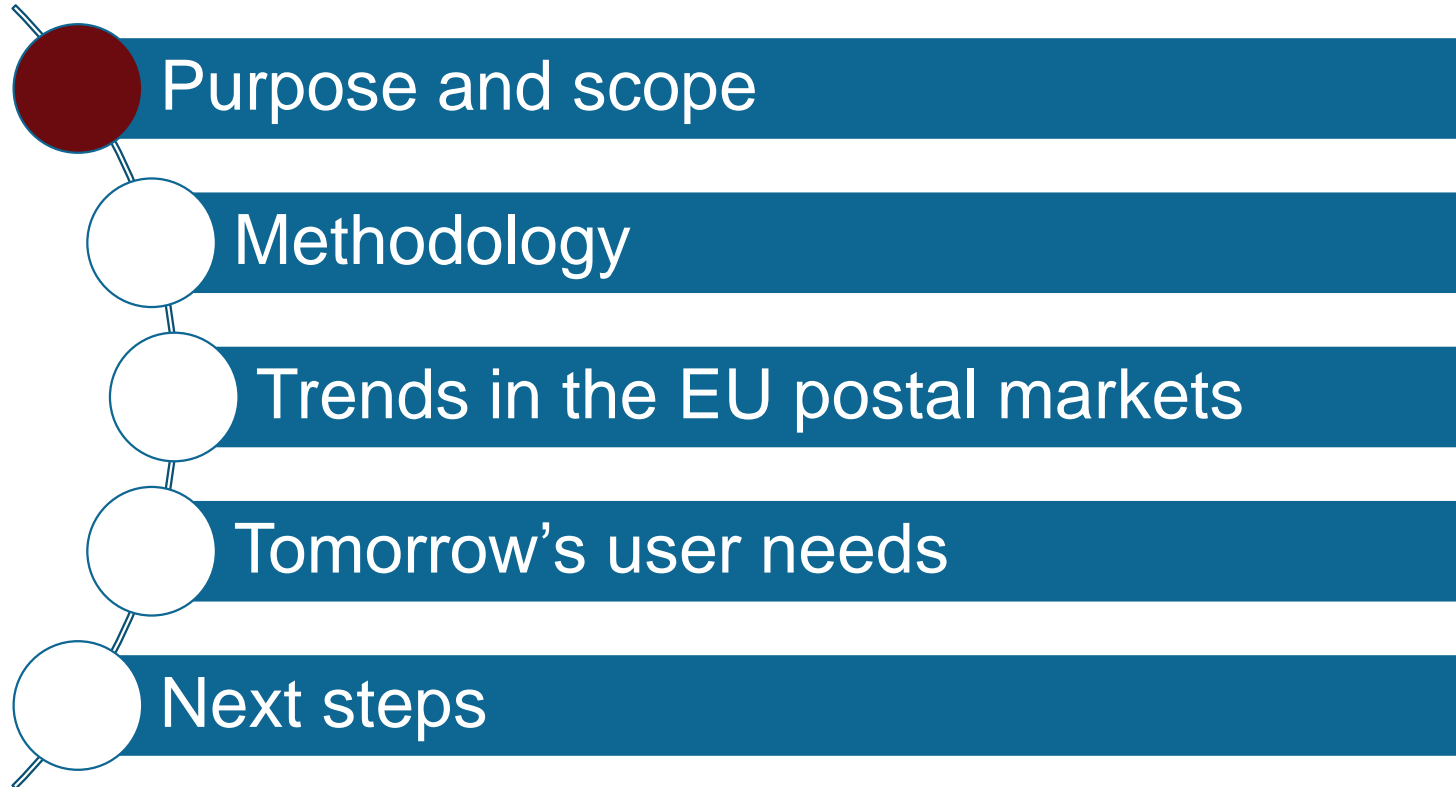 Purpose and scope
Methodology
Trends in the EU postal markets
Tomorrow’s user needs
Next steps